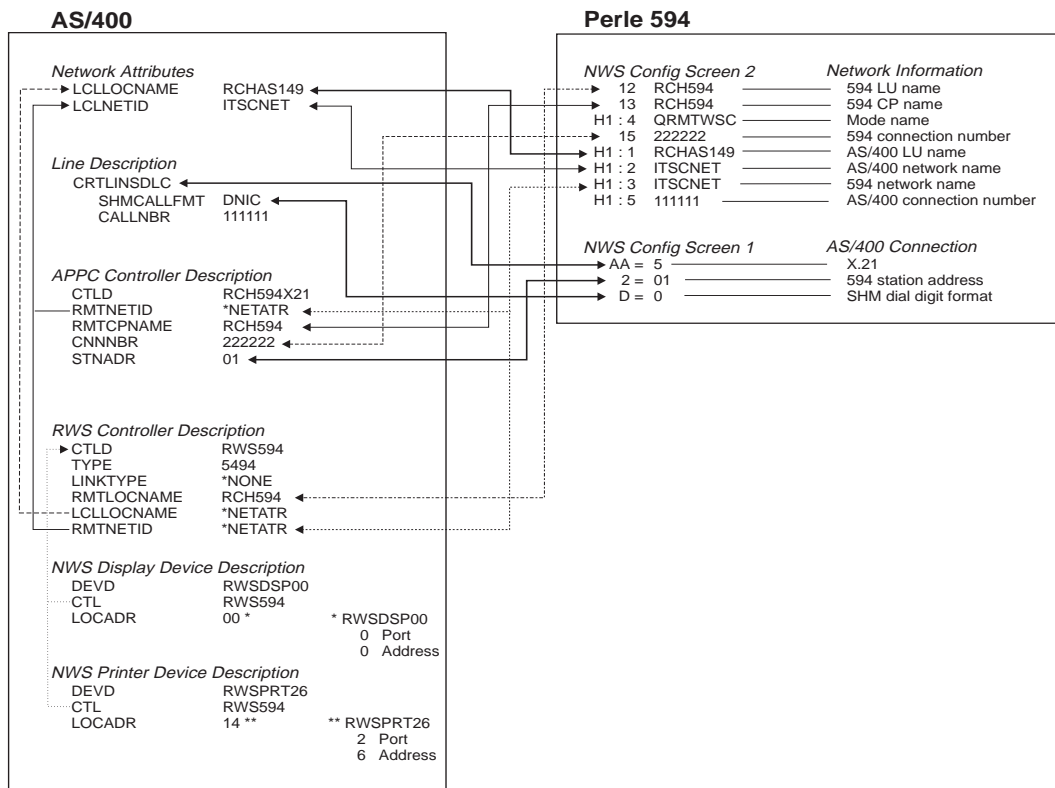 AS/400
Network Attributes
LCLLOCNAME RCHAS149
LCLNETID ITSCNET
Line Description
CRTLINSDLC
SHMCALLFMT DNIC
CALLNBR 111111
APPC Controller Description
CTLD RCH594X21
RMTNETID *NETATR
RMTCPNAME RCH594
CNNNBR 222222
STNADR 01
RWS Controller Description
CTLD RWS594
TYPE 5494
LINKTYPE *NONE
RMTLOCNAME RCH594
LCLLOCNAME *NETATR
RMTNETID *NETATR
NWS Display Device Description
DEVD RWSDSP00
CTL RWS594
LOCADR 00 * * RWSDSP00
0 Port
0 Address
NWS Printer Device Description
DEVD RWSPRT26
CTL RWS594
LOCADR 14 ** ** RWSPRT26
2 Port
6 Address
Perle 594
NWS Config Screen 2 Network Information
12 RCH594 594 LU name
13 RCH594 594 CP name
H1 : 4 QRMTWSC Mode name
15 222222 594 connection number
H1 : 1 RCHAS149 AS/400 LU name
H1 : 2 ITSCNET AS/400 network name
H1 : 3 ITSCNET 594 network name
H1 : 5 111111 AS/400 connection number
NWS Config Screen 1 AS/400 Connection
AA = 5 X.21
2 = 01 594 station address
D = 0 SHM dial digit format